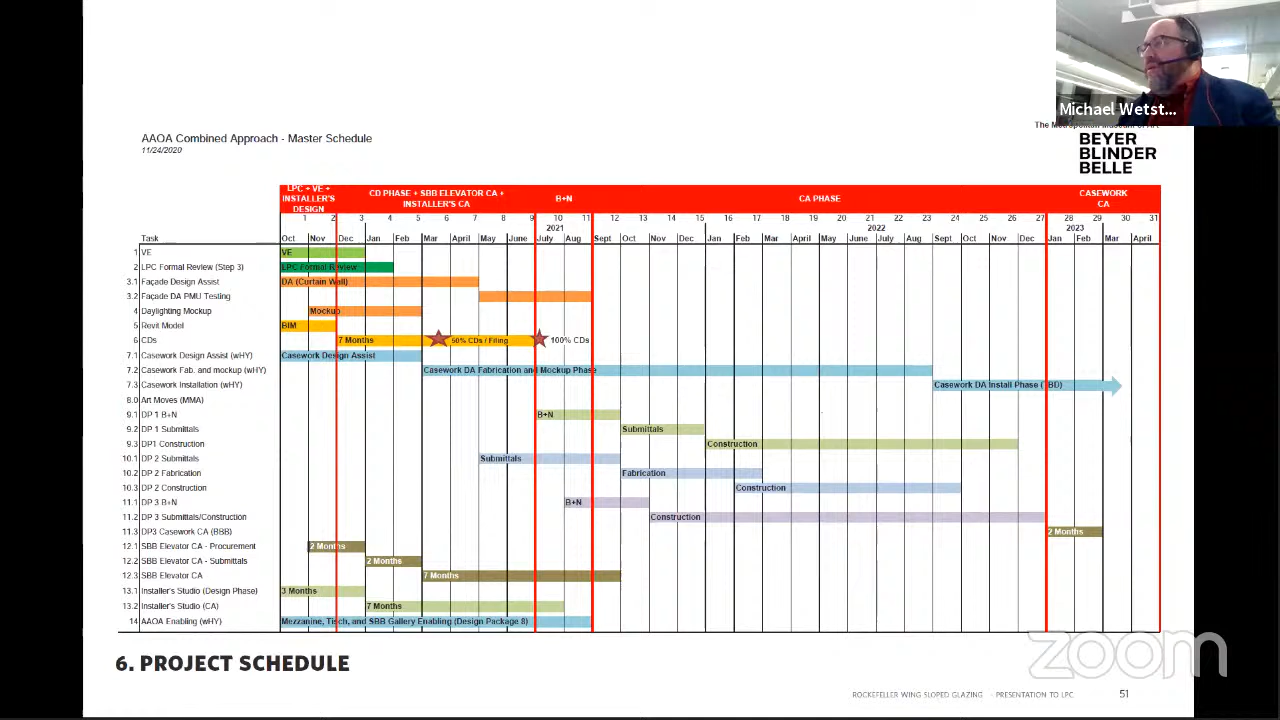 Michael Wetst...
AAOA Combined Approach - Master Schedule
11/24/2020
The Metropolitan Museum of Art
BEYER
BLINDER
BELLE
LPC + VE +
INSTALLER'S
DESIGN
CD PHASE + SBB ELEVATOR CA +
INSTALLER'S CA
B+N
CA PHASE
CASEWORK
CA
1 2 3 4 5 6 7 8 9 10 11 12 13 14 15 16 17 18 19 20 21 22 23 24 25 26 27 28 29 30 31
2021 2022 2023
Task Oct Nov Dec Jan Feb Mar April May June July Aug Sept Oct Nov Dec Jan Feb Mar April May June July Aug Sept Oct Nov Dec Jan Feb Mar April
1 VE VE
2 LPC Formal Review (Step 3) LPC Formal Review
3.1 Façade Design Assist DA (Curtain Wall)
3.2 Façade DA PMU Testing
4 Daylighting Mockup Mockup
5 Revit Model BIM
6 CDs 7 Months 50% CDs / Filing 100% CDs
7.1 Casework Design Assist (wHY) Casework Design Assist
7.2 Casework Fab. and mockup (wHY) Casework DA Fabrication and Mockup Phase
7.3 Casework Installation (wHY) Casework DA Install Phase (TBD)
8.0 Art Moves (MMA)
9.1 DP 1 B+N B+N
9.2 DP 1 Submittals Submittals
9.3 DP1 Construction Construction
10.1 DP 2 Submittals Submittals
10.2 DP 2 Fabrication Fabrication
10.3 DP 2 Construction Construction
11.1 DP 3 B+N B+N
11.2 DP 3 Submittals/Construction Construction
11.3 DP3 Casework CA (BBB) 2 Months
12.1 SBB Elevator CA - Procurement 2 Months
12.2 SBB Elevator CA - Submittals 2 Months
12.3 SBB Elevator CA 7 Months
13.1 Installer's Studio (Design Phase) 3 Months
13.2 Installer's Studio (CA) 7 Months
14 AAOA Enabling (wHY) Mezzanine, Tisch, and SBB Gallery Enabling (Design Package 8)
6. PROJECT SCHEDULE
zoom
ROCKEFELLER WING SLOPED GLAZING - PRESENTATION TO LPC 51